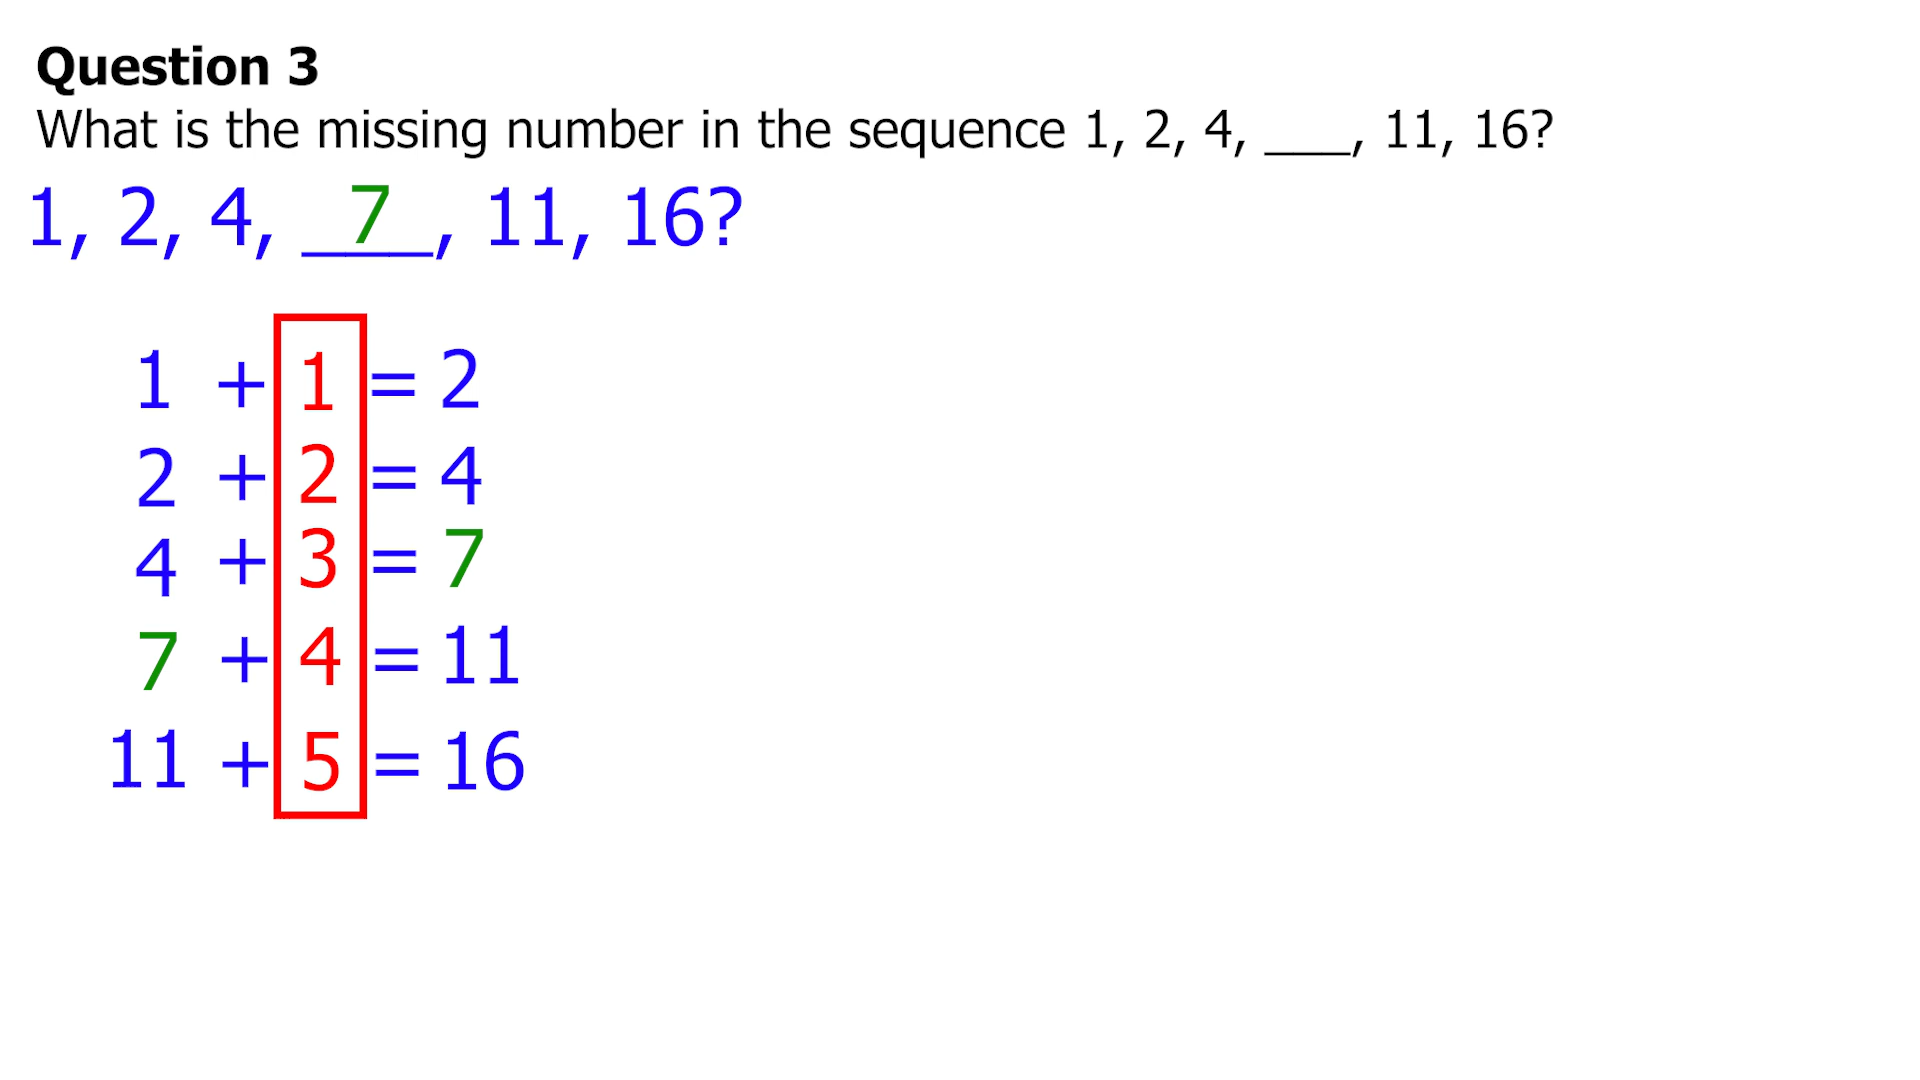 Question 3
What is the missing number in the sequence 1, 2, 4, ___, 11, 16?
1, 2, 4, _7_, 11, 16?
1 + 1 = 2
2 + 2 = 4
4 + 3 = 7
7 + 4 = 11
11 + 5 = 16